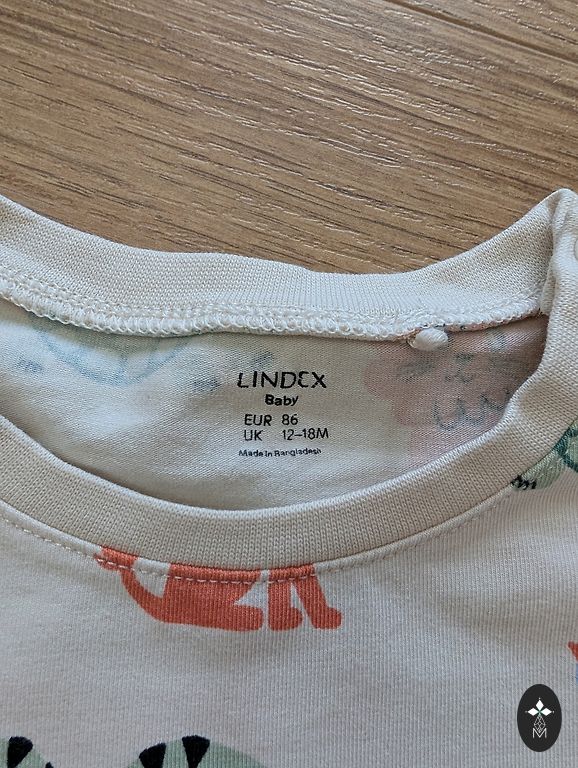 LINDEX
Baby
EUR 86
UK 12-18M
Made in Bangladesh
M